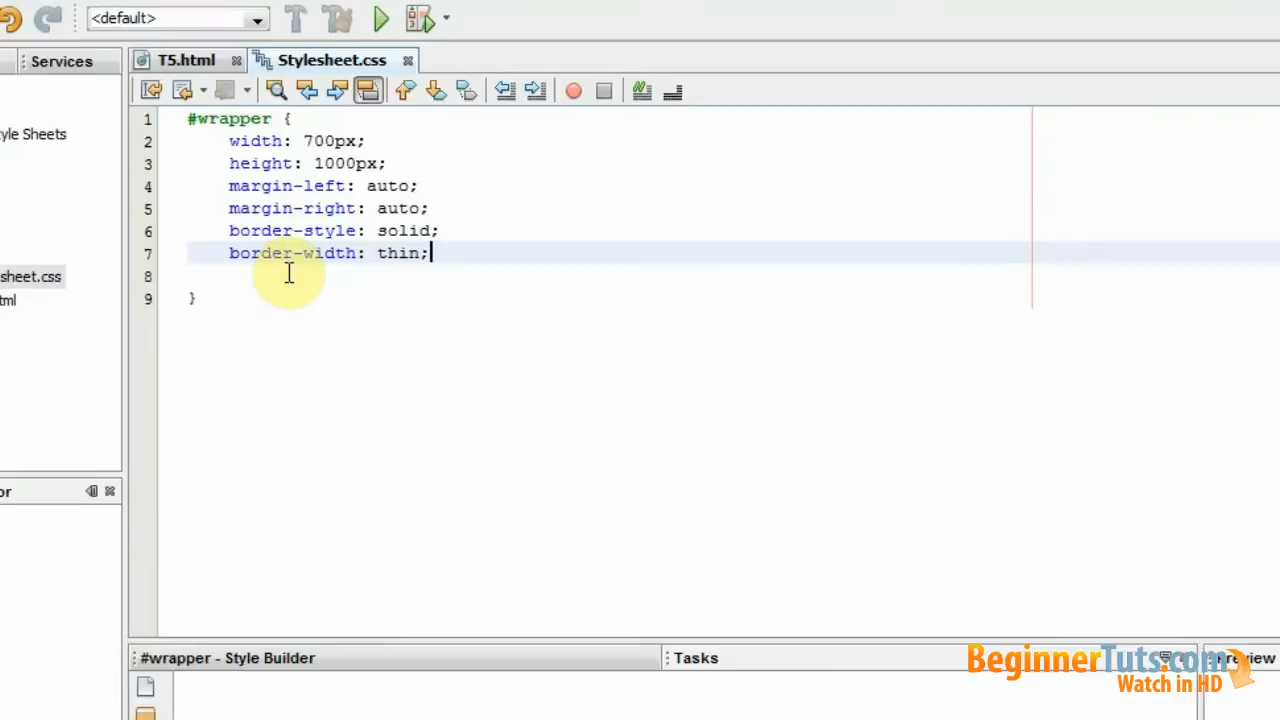 <default>
Services
T5.html
Stylesheet.css
yle Sheets
sheet.css
tml
1 #wrapper {
2 width: 700px;
3 height: 1000px;
4 margin-left: auto;
5 margin-right: auto;
6 border-style: solid;
7 border-width: thin;
8
9 }
or
#wrapper - Style Builder
Tasks
Preview
BeginnerTuts.com
Watch in HD